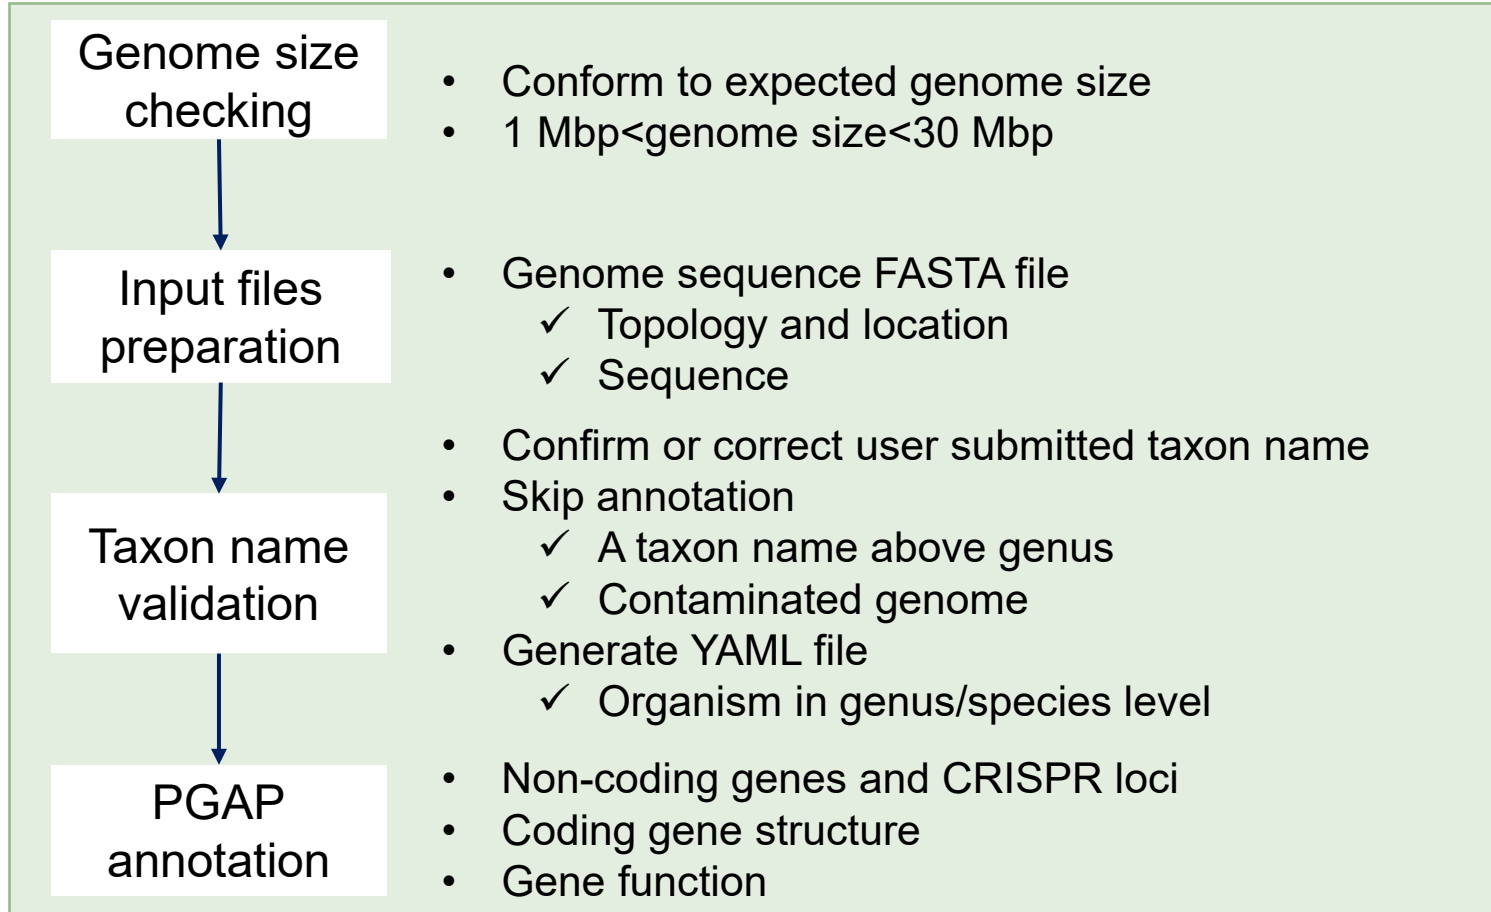 Genome size
checking
• Conform to expected genome size
• 1 Mbp<genome size<30 Mbp
Input files
preparation
• Genome sequence FASTA file
✓ Topology and location
✓ Sequence
Taxon name
validation
• Confirm or correct user submitted taxon name
• Skip annotation
✓ A taxon name above genus
✓ Contaminated genome
• Generate YAML file
✓ Organism in genus/species level
PGAP
annotation
• Non-coding genes and CRISPR loci
• Coding gene structure
• Gene function